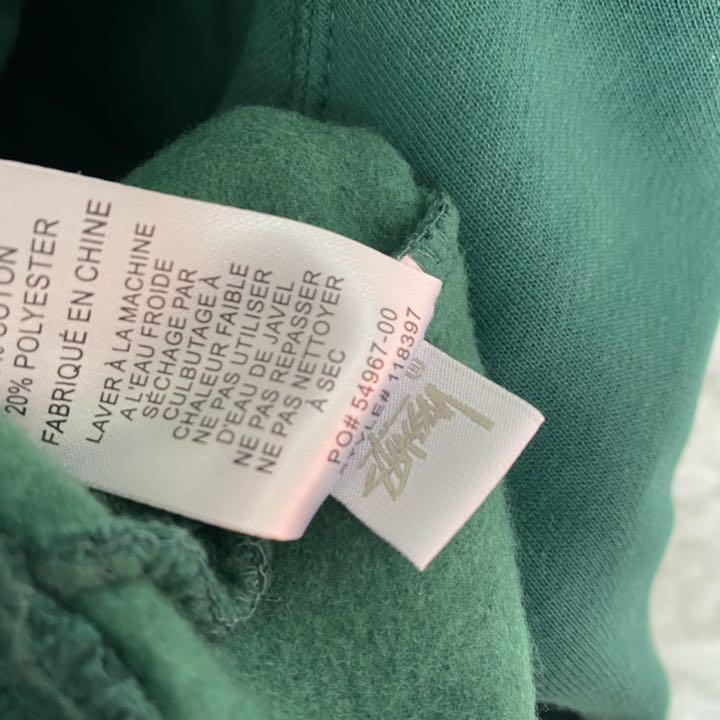 20% POLYESTER
FABRIQUÉ EN CHINE
LAVER À LA MACHINE
A L'EAU FROIDE
SÉCHAGE PAR
CULBUTAGE À
CHALEUR FAIBLE
NE PAS UTILISER
D'EAU DE JAVEL
NE PAS REPASSER
NE PAS NETTOYER
À SEC
PO# 54967-00
STYLE# 118397